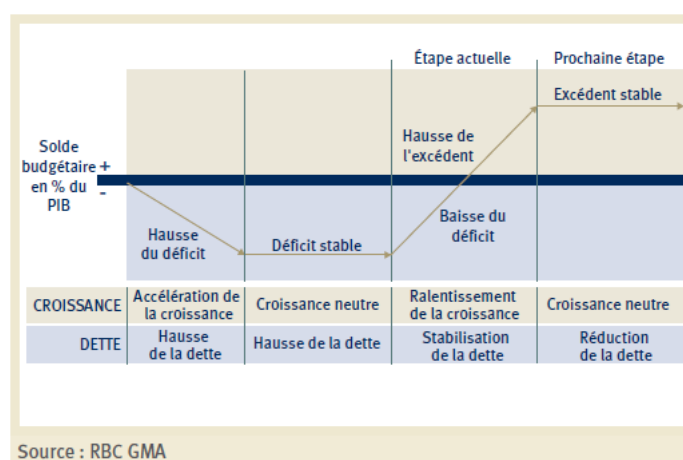 Étape actuelle
Prochaine étape
Excédent stable
Hausse de
l'excédent
Solde
budgétaire +
en % du -
PIB
Baisse du
déficit
Hausse
du déficit
Déficit stable
CROISSANCE
Accélération de
la croissance
Croissance neutre
Ralentissement
de la croissance
Croissance neutre
DETTE
Hausse
de la dette
Hausse de la dette
Stabilisation
de la dette
Réduction
de la dette
Source : RBC GMA